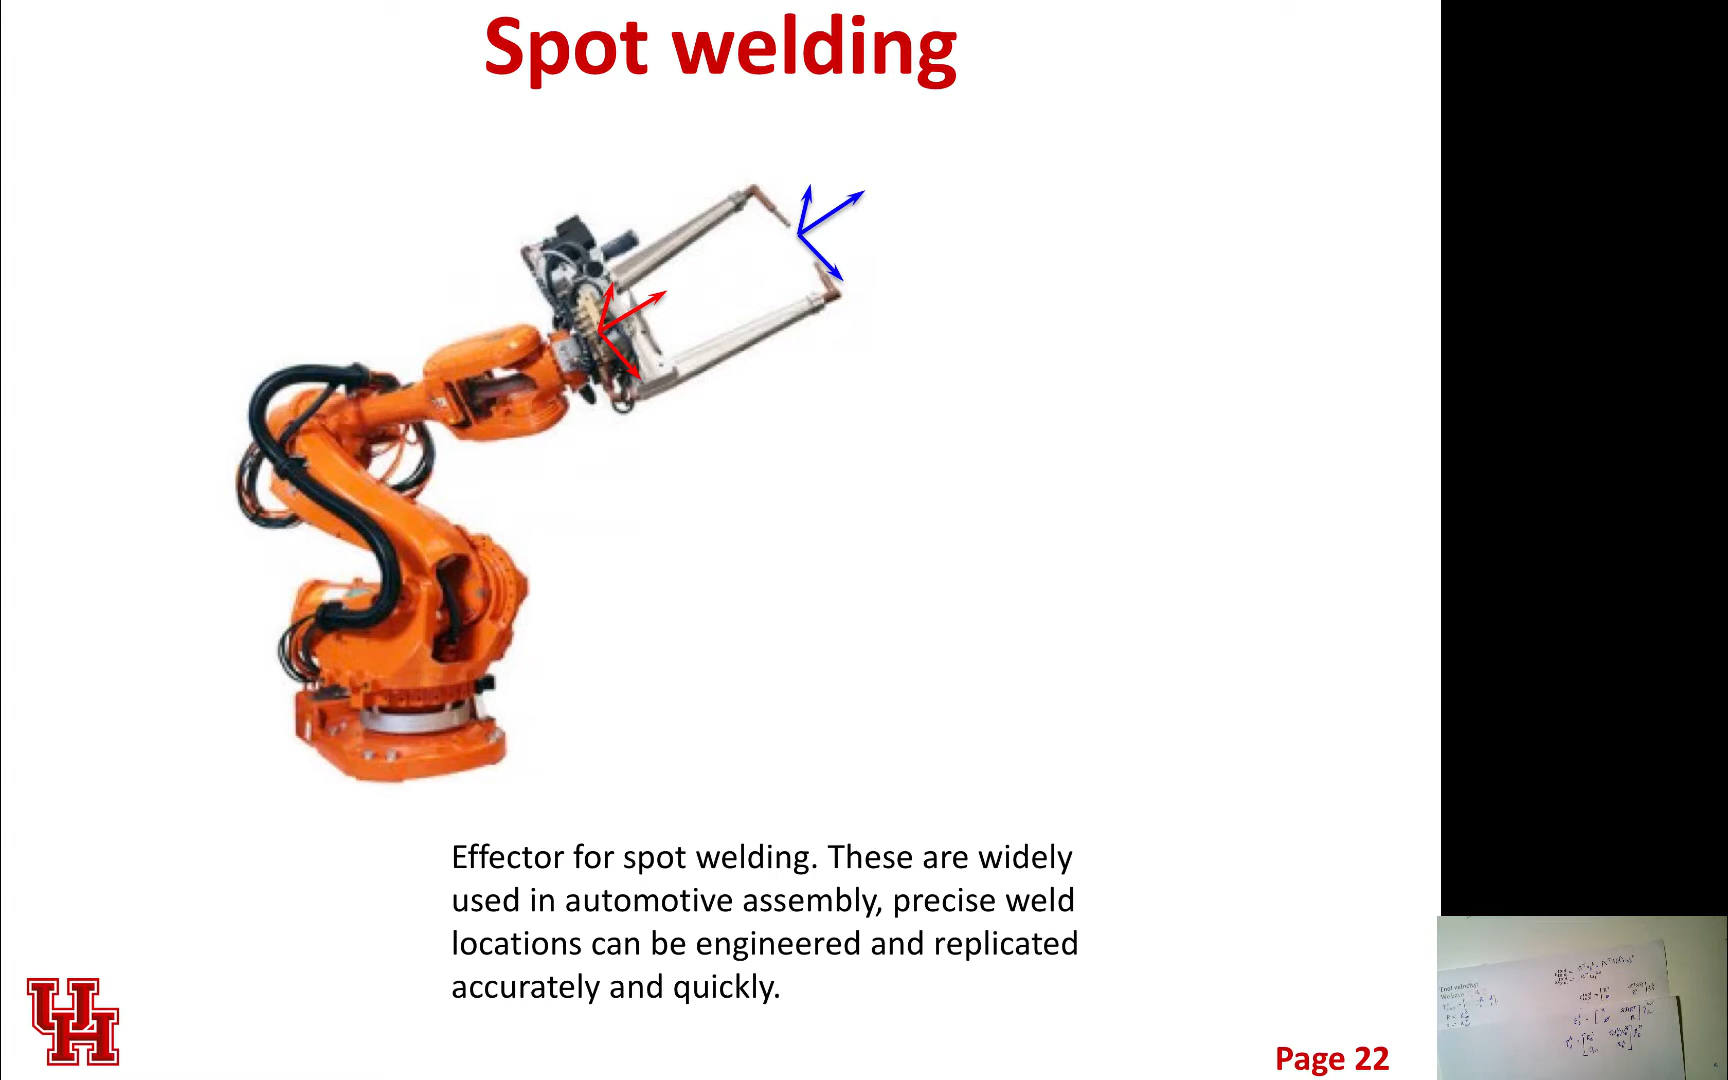 Spot welding
Effector for spot welding. These are widely
used in automotive assembly, precise weld
locations can be engineered and replicated
accurately and quickly.
Page 22